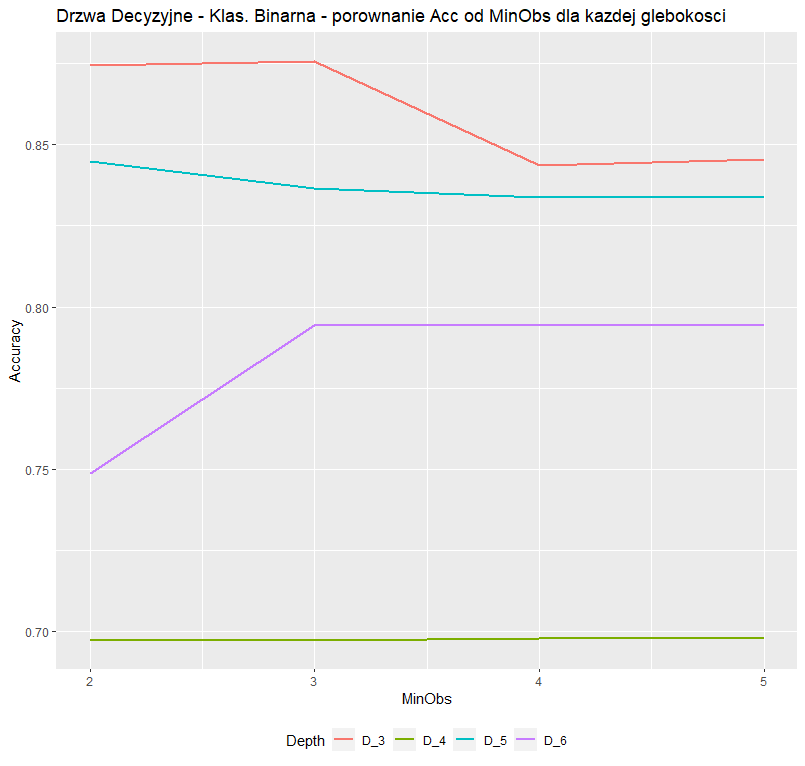 Drzwa Decyzyjne - Klas. Binarna - porownanie Acc od MinObs dla kazdej glebokosci
Accuracy
0.85
0.80
0.75
0.70
2 3 4 5
MinObs
Depth D_3 D_4 D_5 D_6